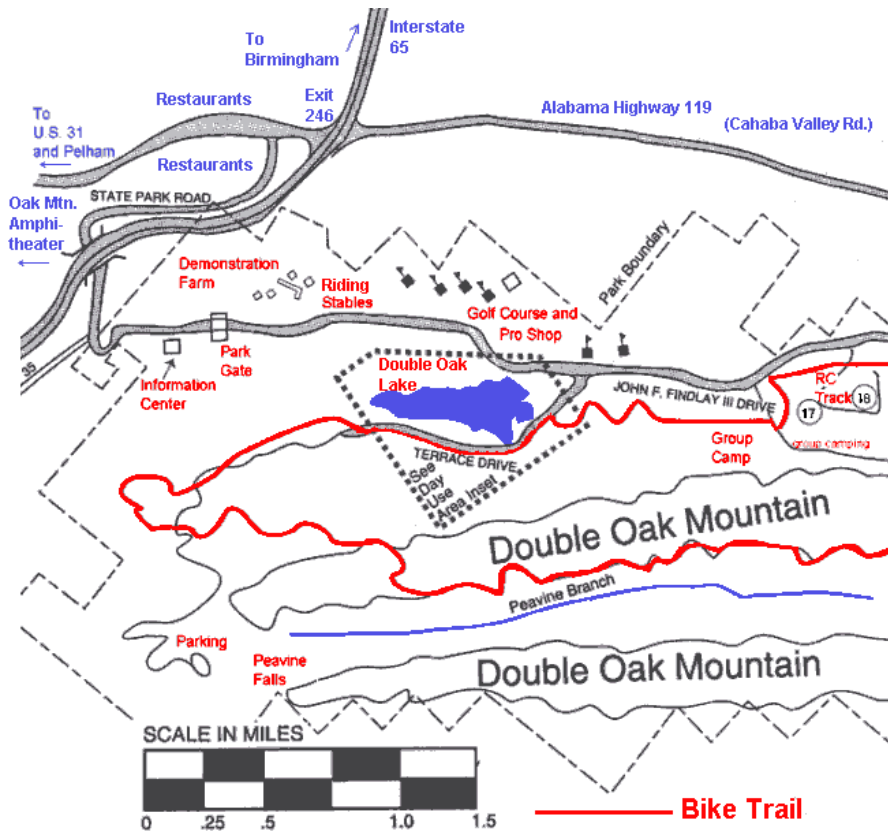 To
Birmingham
Interstate
65
Restaurants
Exit
246
Alabama Highway 119
(Cahaba Valley Rd.)
To
U.S. 31
and Pelham
Restaurants
STATE PARK ROAD
Oak Mtn.
Amphi-
theater
Demonstration
Farm
Riding
Stables
Park Boundary
Golf Course and
Pro Shop
35
Park
Gate
Information
Center
Double Oak
Lake
JOHN F. FINDLAY III DRIVE
RC
Track
17
18
Group
Camp
group camping
TERRACE DRIVE
See
Day
Use
Area Inset
Double Oak Mountain
Peavine Branch
Parking
Peavine
Falls
Double Oak Mountain
SCALE IN MILES
0 .25 .5 1.0 1.5
Bike Trail